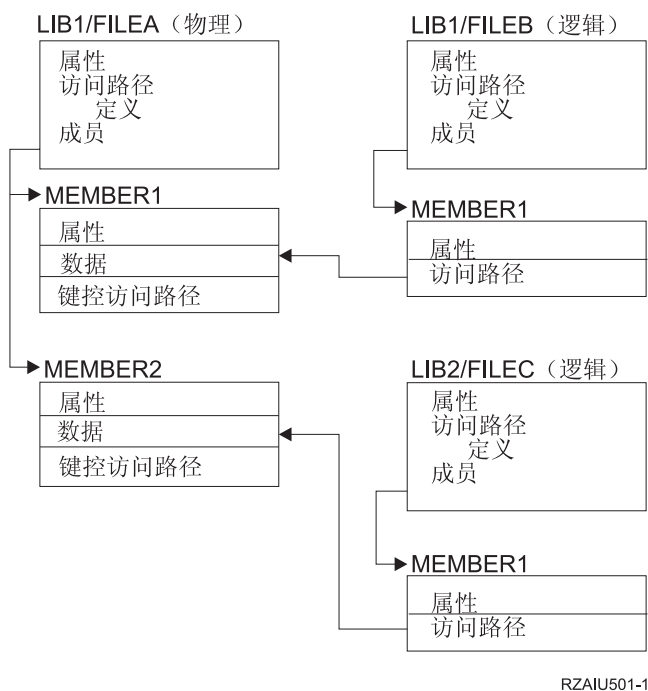 LIB1/FILEA（物理）
属性
访问路径
定义
成员
MEMBER1
属性
数据
键控访问路径
MEMBER2
属性
数据
键控访问路径
LIB1/FILEB（逻辑）
属性
访问路径
定义
成员
MEMBER1
属性
访问路径
LIB2/FILEC（逻辑）
属性
访问路径
定义
成员
MEMBER1
属性
访问路径
RZAIU501-1